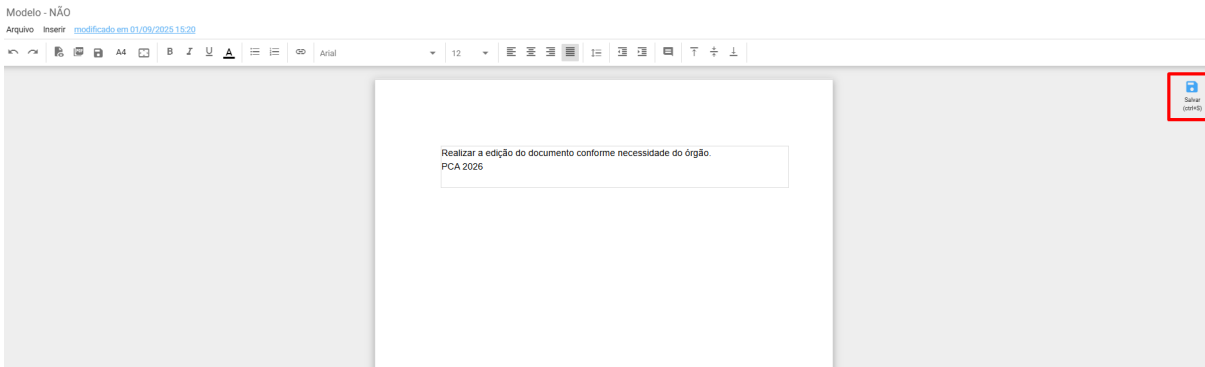 Modelo - NÃO
Arquivo Inserir modificado em 01/09/2025 15:20
A4 B I U A Arial 12
Salvar
(ctrl+S)
Realizar a edição do documento conforme necessidade do órgão.
PCA 2026